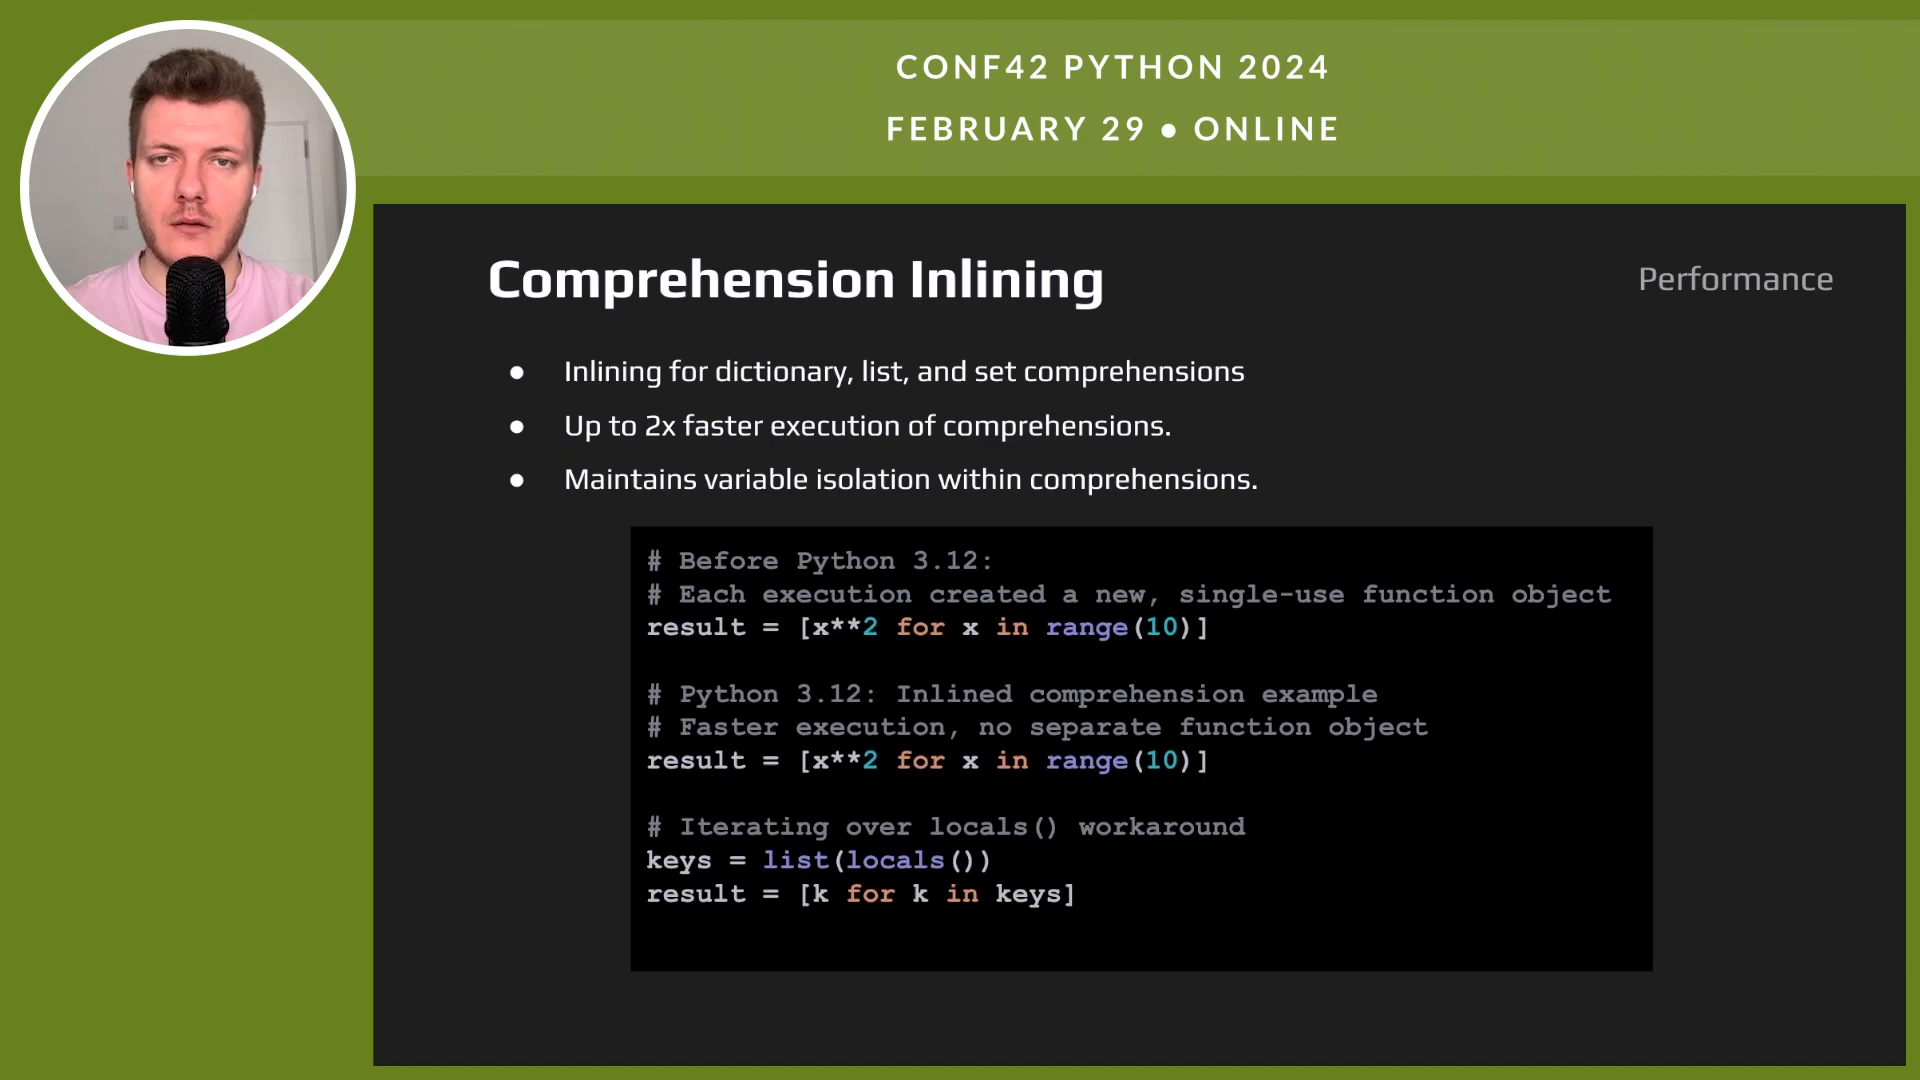 CONF42 PYTHON 2024
FEBRUARY 29 • ONLINE
Comprehension Inlining
Performance
● Inlining for dictionary, list, and set comprehensions
● Up to 2x faster execution of comprehensions.
● Maintains variable isolation within comprehensions.
# Before Python 3.12:
# Each execution created a new, single-use function object
result = [x**2 for x in range(10)]
# Python 3.12: Inlined comprehension example
# Faster execution, no separate function object
result = [x**2 for x in range(10)]
# Iterating over locals() workaround
keys = list(locals())
result = [k for k in keys]